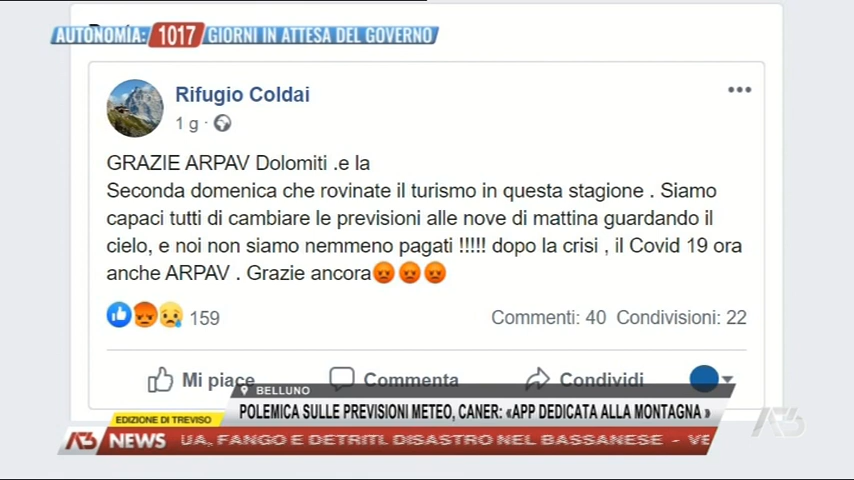 AUTONOMIA: 1017 GIORNI IN ATTESA DEL GOVERNO
Rifugio Coldai
1 g ·
GRAZIE ARPAV Dolomiti .e la
Seconda domenica che rovinate il turismo in questa stagione . Siamo
capaci tutti di cambiare le previsioni alle nove di mattina guardando il
cielo, e noi non siamo nemmeno pagati !!!!! dopo la crisi , il Covid 19 ora
anche ARPAV . Grazie ancora😡😡😡
159
Commenti: 40 Condivisioni: 22
Mi piace Commenta Condividi
BELLUNO
POLEMICA SULLE PREVISIONI METEO, CANER: «APP DEDICATA ALLA MONTAGNA »
EDIZIONE DI TREVISO
A3 NEWS UA, FANGO E DETRITI. DISASTRO NEL BASSANESE - VE
A3